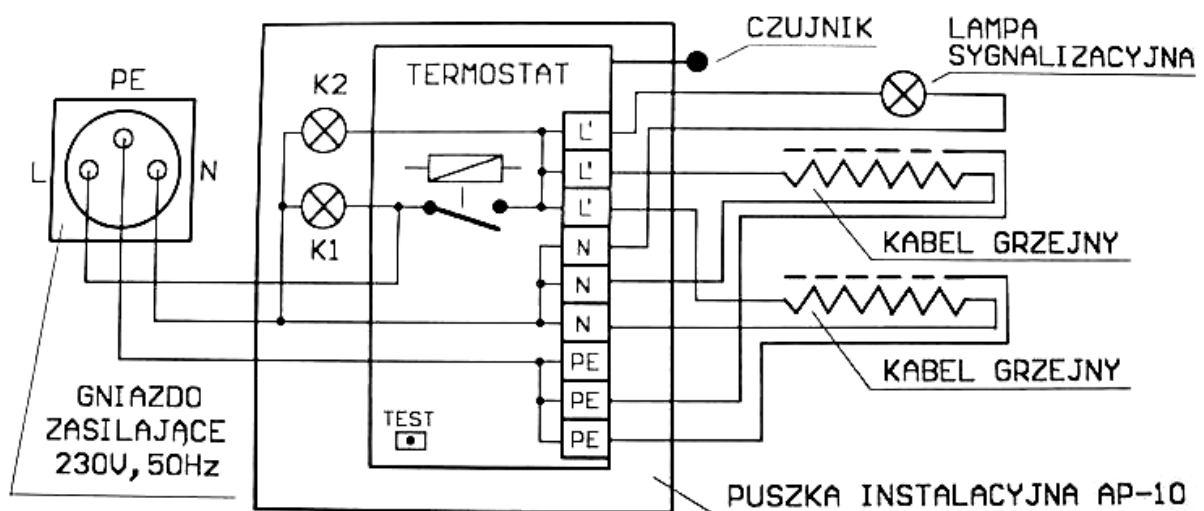 CZUJNIK
LAMPA
SYGNALIZACYJNA
PE
TERMOSTAT
K2
L'
L N
L'
K1
L'
N
KABEL GRZEJNY
N
N
PE
KABEL GRZEJNY
GNIAZDO
ZASILAJĄCE
230V,50Hz
TEST
PE
PE
PUSZKA INSTALACYJNA AP-10